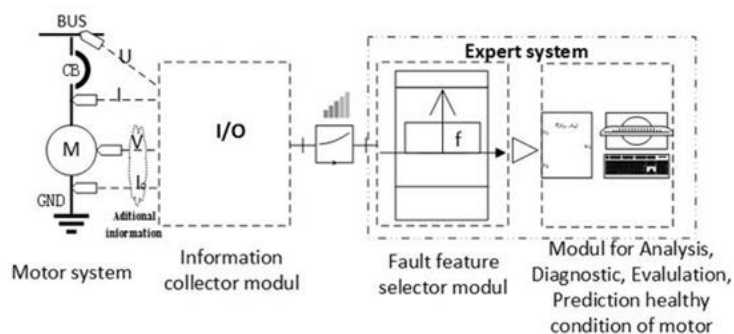 BUS
U
CB
I
M
V
I₀
GND
Aditional
information
Motor system
I/O
Information
collector modul
Expert system
f
Fault feature
selector modul
Modul for Analysis,
Diagnostic, Evalulation,
Prediction healthy
condition of motor